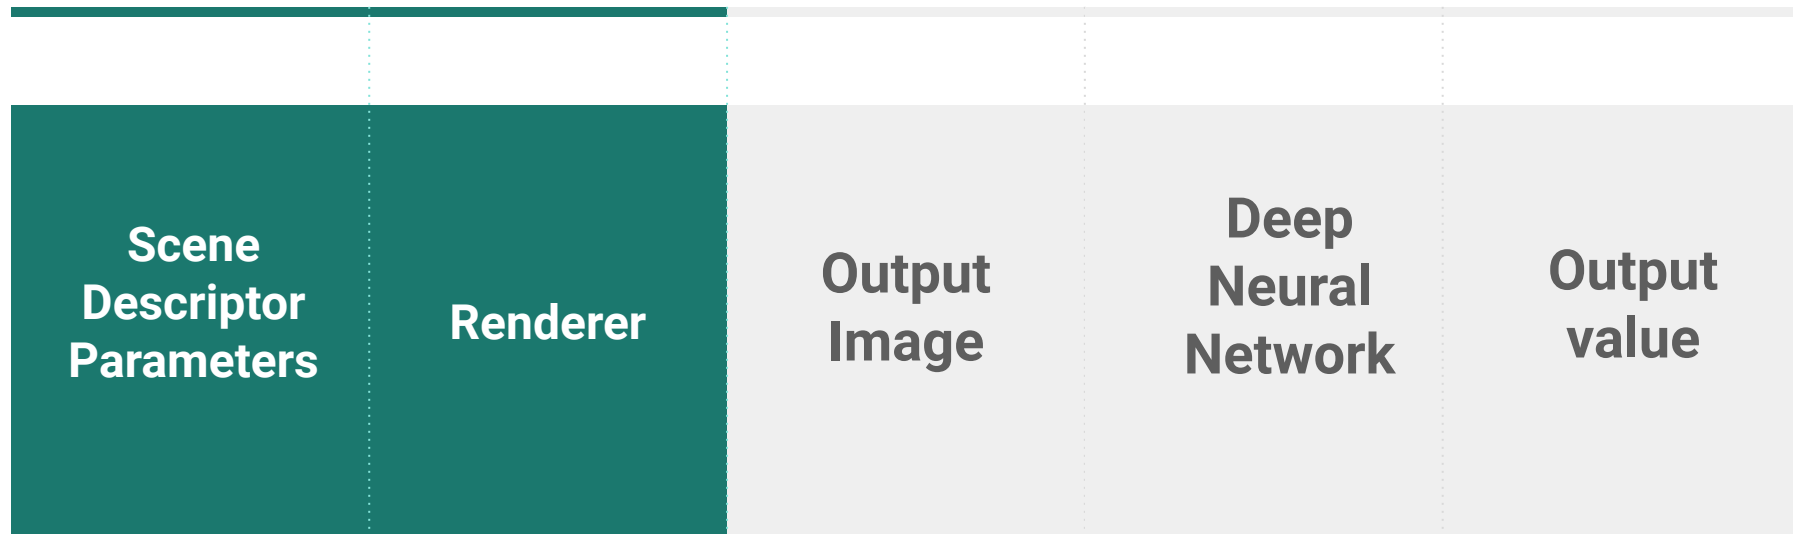 Scene
Descriptor
Parameters
Renderer
Output
Image
Deep
Neural
Network
Output
value